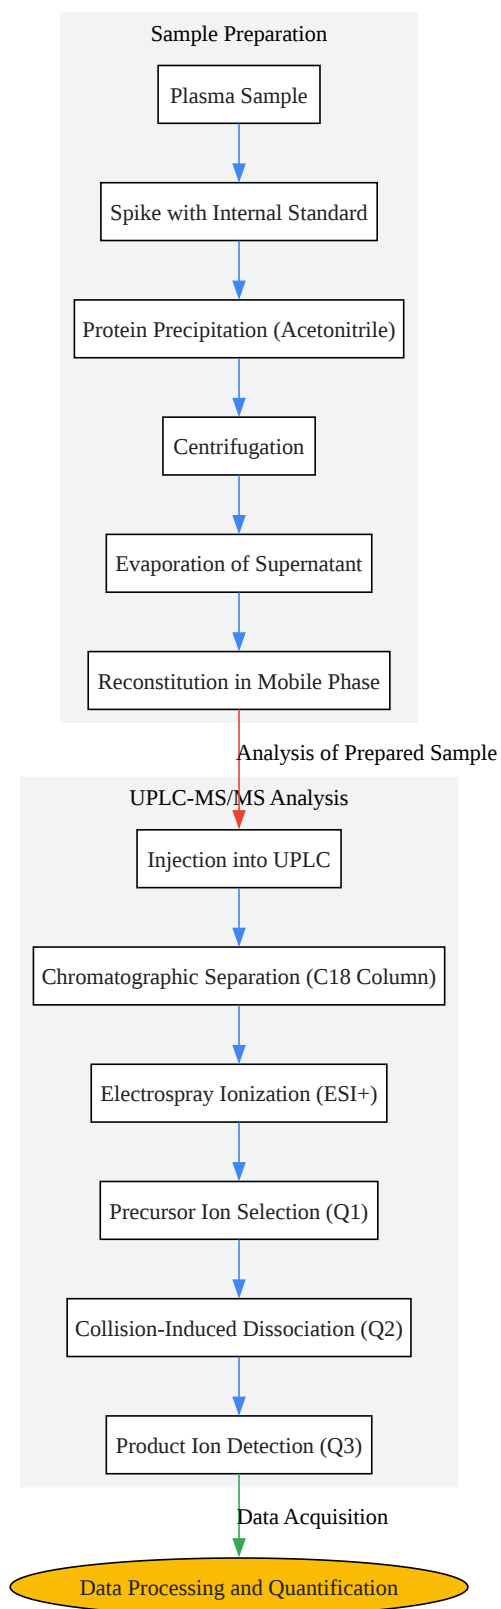 Sample Preparation
Plasma Sample
Spike with Internal Standard
Protein Precipitation (Acetonitrile)
Centrifugation
Evaporation of Supernatant
Reconstitution in Mobile Phase
Analysis of Prepared Sample
UPLC-MS/MS Analysis
Injection into UPLC
Chromatographic Separation (C18 Column)
Electrospray Ionization (ESI+)
Precursor Ion Selection (Q1)
Collision-Induced Dissociation (Q2)
Product Ion Detection (Q3)
Data Acquisition
Data Processing and Quantification